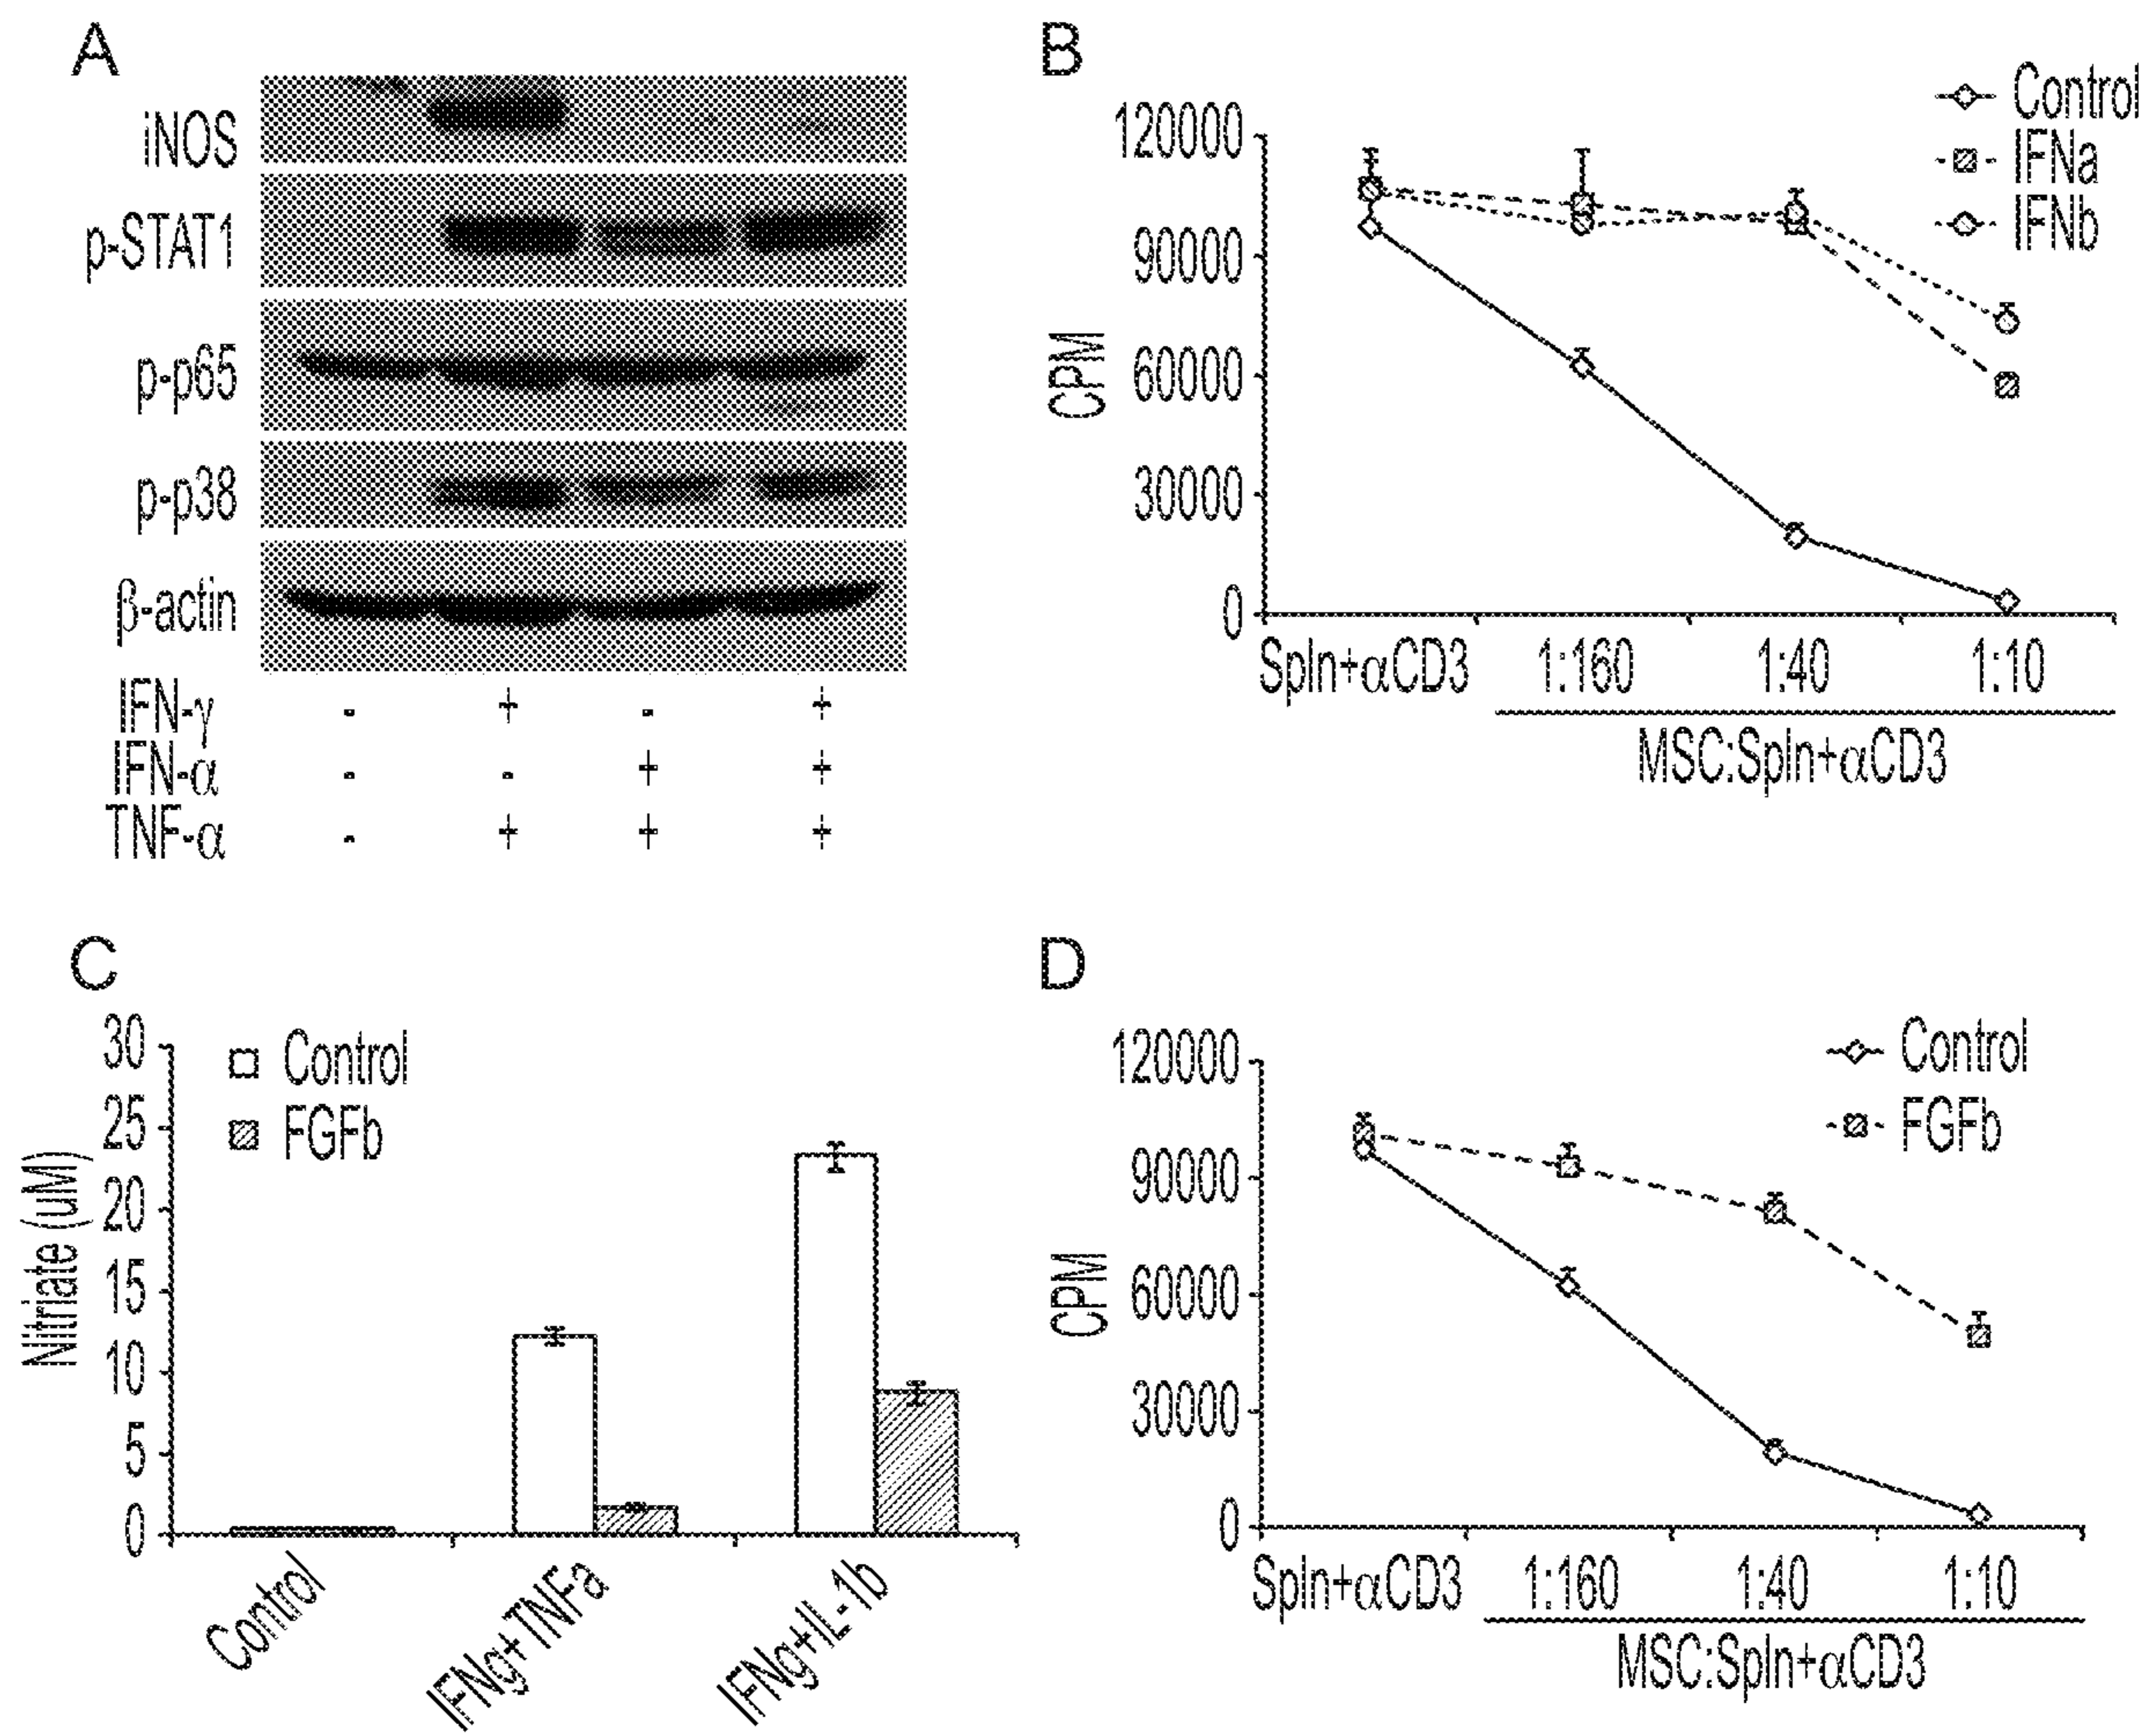 A
iNOS
p-STAT1
p-p65
p-p38
β-actin
IFN-γ - + - +
IFN-α - - + +
TNF-α - + + +
B
Control
IFNa
IFNb
120000
90000
60000
30000
0
CPM
Spln+αCD3 1:160 1:40 1:10
MSC:Spln+αCD3
C
Control
FGFb
30
25
20
15
10
5
0
Nitriate (uM)
Control
IFNg+TNFa
IFNg+IL-1b
D
Control
FGFb
120000
90000
60000
30000
0
CPM
Spln+αCD3 1:160 1:40 1:10
MSC:Spln+αCD3